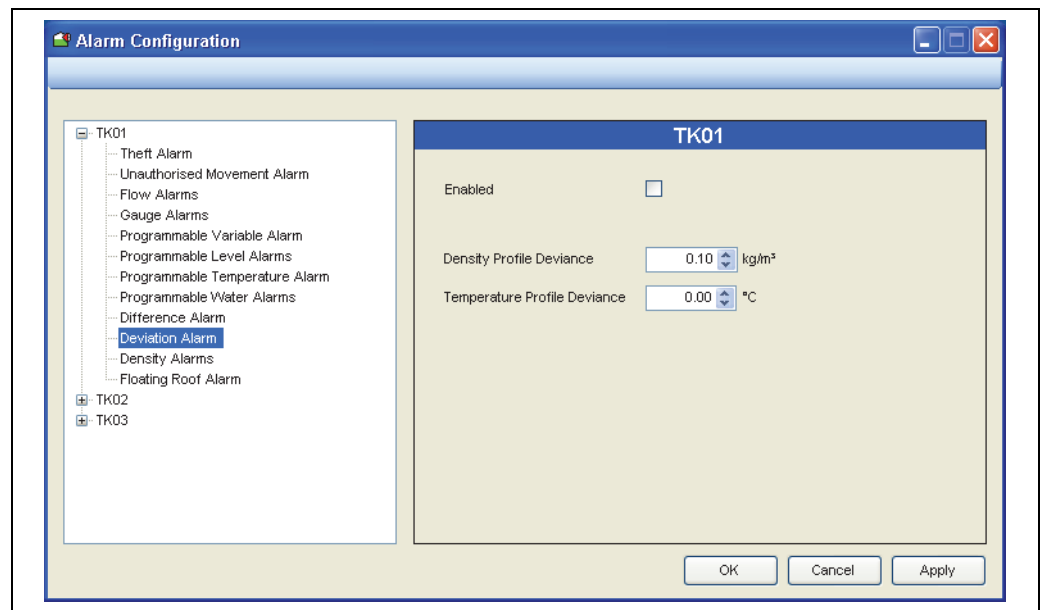 Alarm Configuration
TK01
Theft Alarm
Unauthorised Movement Alarm
Flow Alarms
Gauge Alarms
Programmable Variable Alarm
Programmable Level Alarms
Programmable Temperature Alarm
Programmable Water Alarms
Difference Alarm
Deviation Alarm
Density Alarms
Floating Roof Alarm
TK02
TK03
TK01
Enabled
Density Profile Deviance 0.10 kg/m³
Temperature Profile Deviance 0.00 °C
OK Cancel Apply